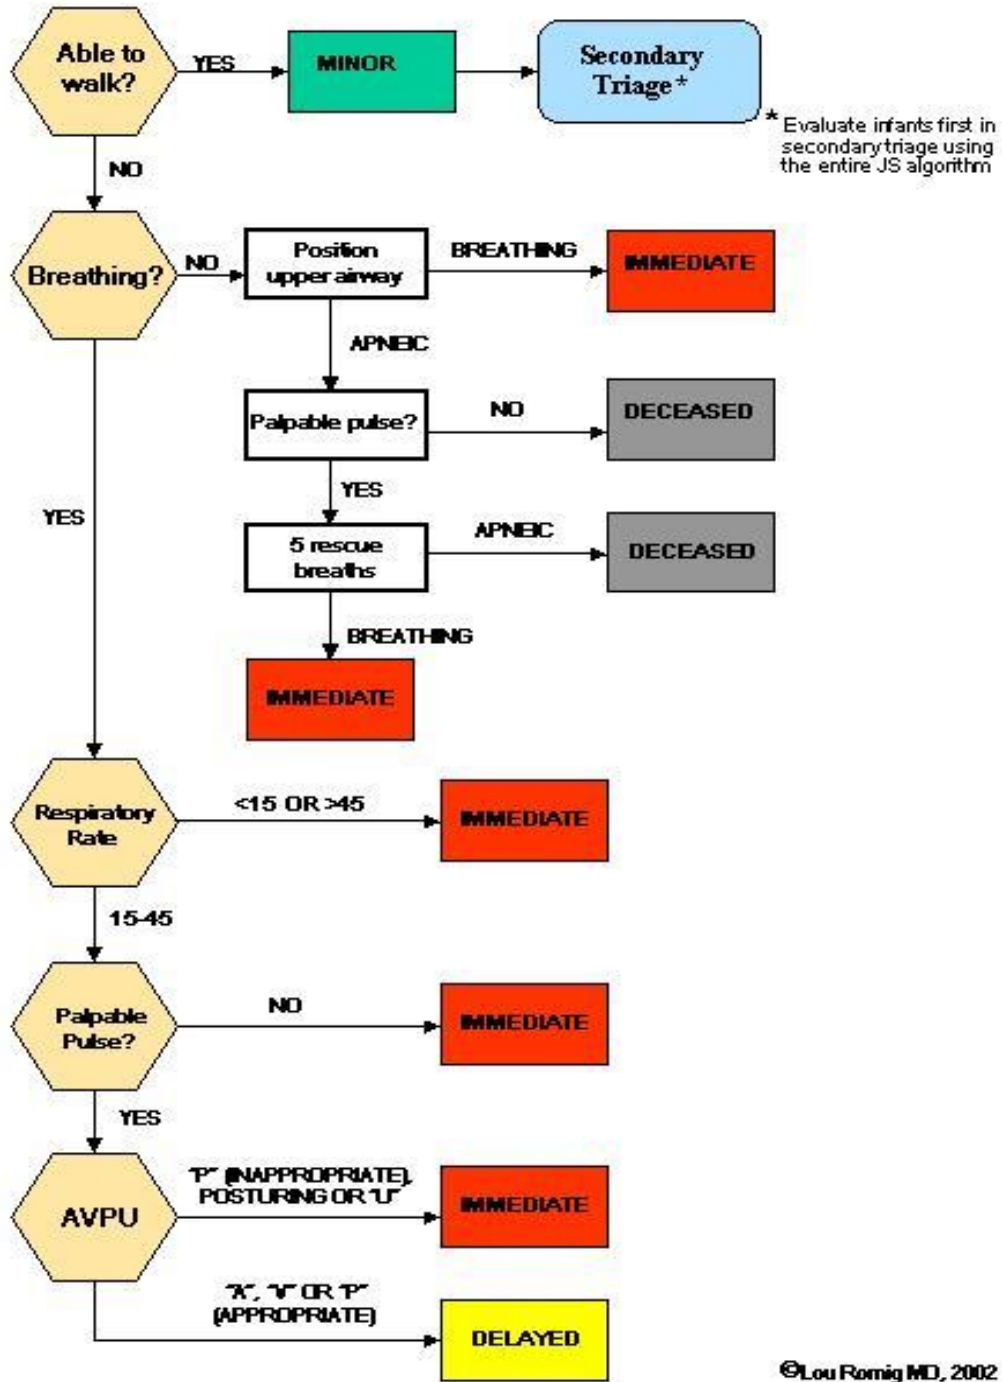 Able to
walk?
YES
MINOR
Secondary
Triage*
* Evaluate infants first in
secondary triage using
the entire JS algorithm
NO
Breathing?
NO
Position
upper airway
BREATHING
IMMEDIATE
APNEIC
Palpable pulse?
NO
DECEASED
YES
5 rescue
breaths
APNEIC
DECEASED
BREATHING
IMMEDIATE
YES
Respiratory
Rate
<15 OR >45
IMMEDIATE
15-45
Palpable
Pulse?
NO
IMMEDIATE
YES
AVPU
"P" (INAPPROPRIATE),
POSTURING OR "U"
IMMEDIATE
"A", "V" OR "P"
(APPROPRIATE)
DELAYED
©Lou Romig MD, 2002